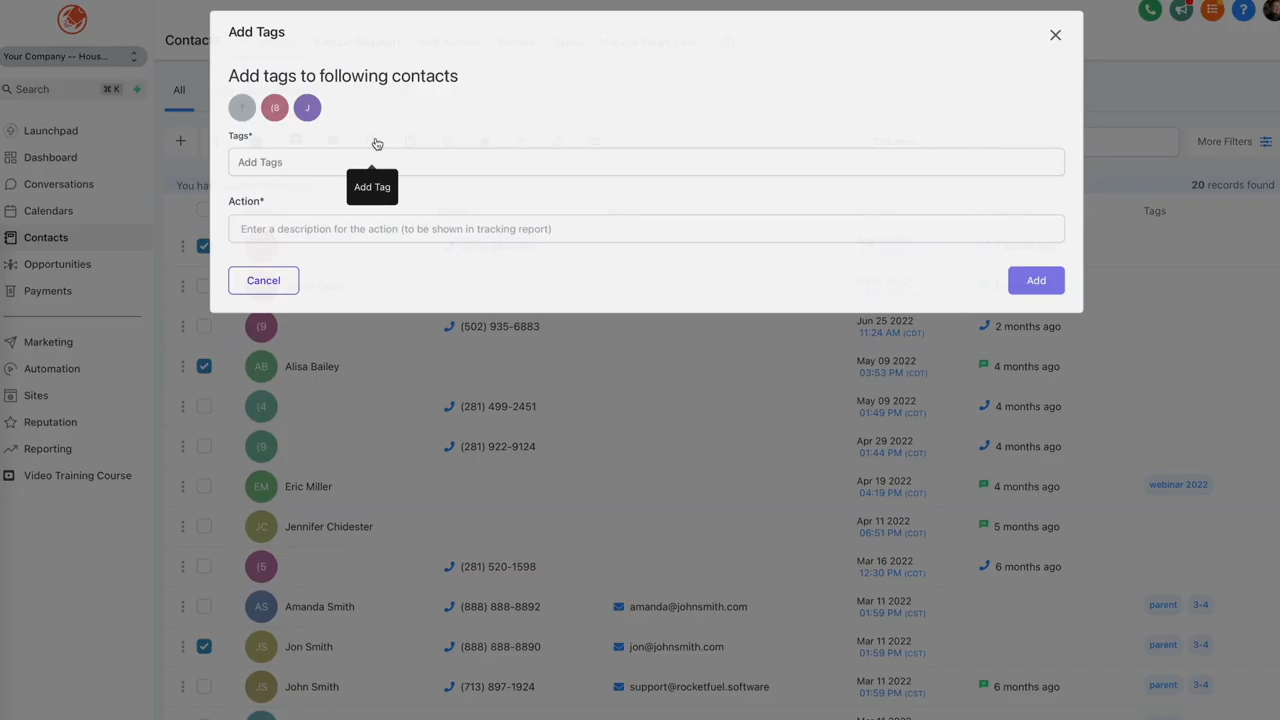 Add Tags
Contacts
Your Company -- Hous...
Search ⌘ K
All
Add tags to following contacts
? (8 J
Tags*
Add Tags
Add Tag
Action*
Enter a description for the action (to be shown in tracking report)
Cancel Add
More Filters
You ha
20 records found
Tags
Launchpad
Dashboard
Conversations
Calendars
Contacts
Opportunities
Payments
Marketing
Automation
Sites
Reputation
Reporting
Video Training Course
(9 (502) 935-6883 Jun 25 2022 2 months ago
11:24 AM (CDT)
AB Alisa Bailey May 09 2022 4 months ago
03:53 PM (CDT)
(4 (281) 499-2451 May 09 2022 4 months ago
01:49 PM (CDT)
(9 (281) 922-9124 Apr 29 2022 4 months ago
01:44 PM (CDT)
EM Eric Miller Apr 19 2022 4 months ago webinar 2022
04:19 PM (CDT)
JC Jennifer Chidester Apr 11 2022 5 months ago
06:51 PM (CDT)
(5 (281) 520-1598 Mar 16 2022 6 months ago
12:30 PM (CDT)
AS Amanda Smith (888) 888-8892 amanda@johnsmith.com Mar 11 2022 parent 3-4
01:59 PM (CST)
JS Jon Smith (888) 888-8890 jon@johnsmith.com Mar 11 2022 parent 3-4
01:59 PM (CST)
JS John Smith (713) 897-1924 support@rocketfuel.software Mar 11 2022 6 months ago parent 3-4
01:59 PM (CST)